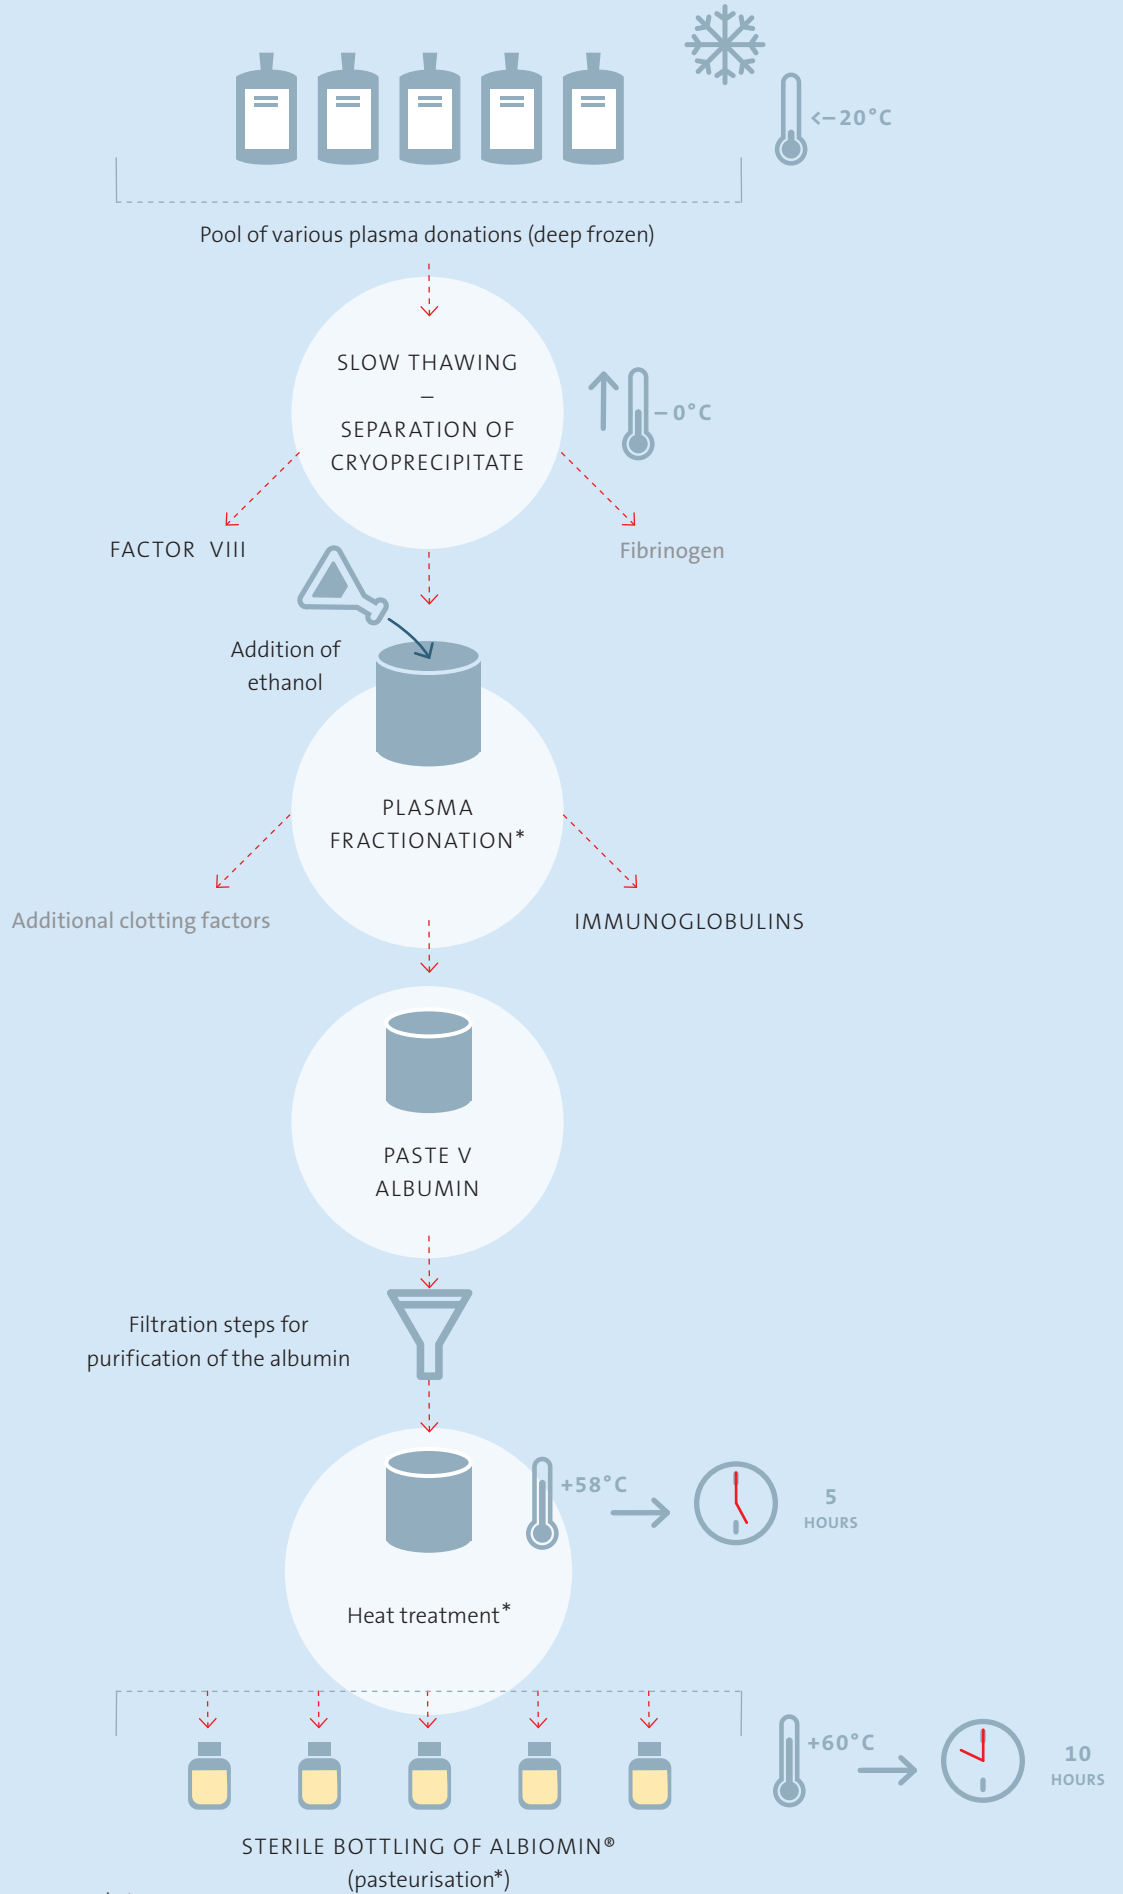 <–20°C
Pool of various plasma donations (deep frozen)
SLOW THAWING
–
SEPARATION OF
CRYOPRECIPITATE
–0°C
FACTOR VIII
Fibrinogen
Addition of
ethanol
PLASMA
FRACTIONATION*
Additional clotting factors
IMMUNOGLOBULINS
PASTE V
ALBUMIN
Filtration steps for
purification of the albumin
+58°C
5
HOURS
Heat treatment*
+60°C
10
HOURS
STERILE BOTTLING OF ALBIOMIN®
(pasteurisation*)